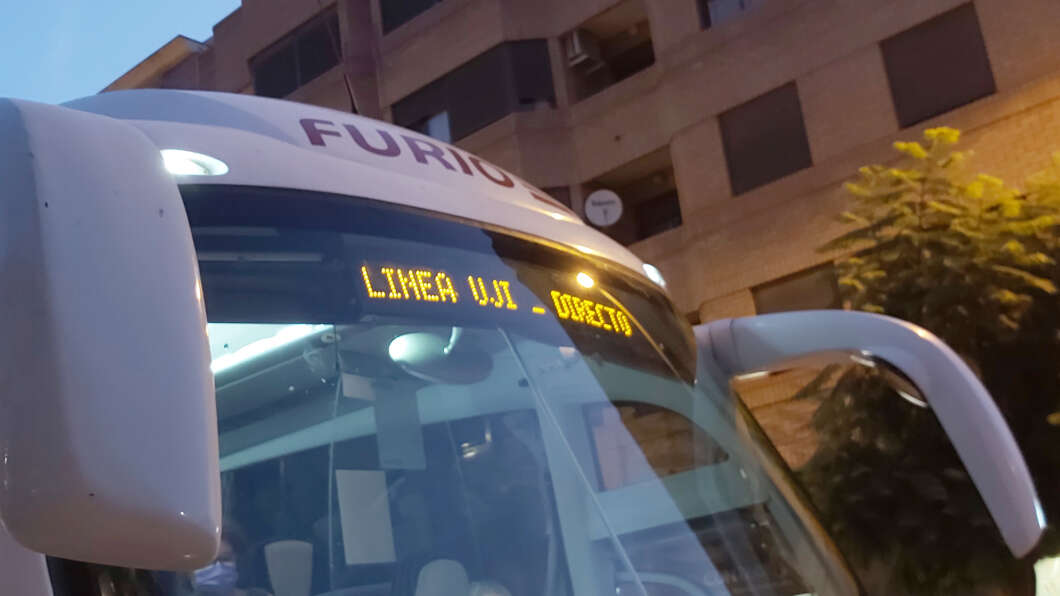 FURIO
LINEA UJI _ DIRECTO